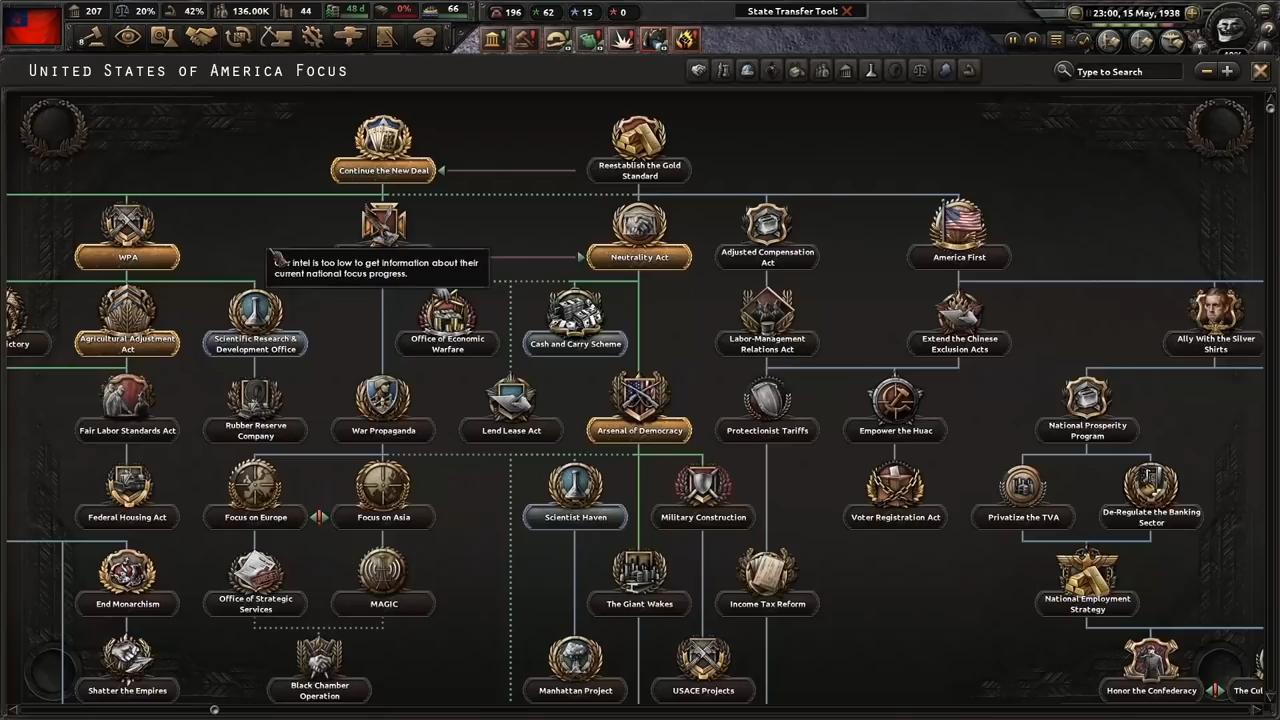 207 20% 42% 136.00K 44 48 d 0% 66 196 62 15 0 State Transfer Tool: 23:00, 15 May, 1938
8
UNITED STATES OF AMERICA FOCUS
Type to Search
Continue the New Deal
Reestablish the Gold
Standard
WPA
Neutrality Act
Adjusted Compensation
Act
America First
intel is too low to get information about their
current national focus progress.
Agricultural Adjustment
Act
Scientific Research &
Development Office
Office of Economic
Warfare
Cash and Carry Scheme
Labor-Management
Relations Act
Extend the Chinese
Exclusion Acts
Ally With the Silver
Shirts
Fair Labor Standards Act
Rubber Reserve
Company
War Propaganda
Lend Lease Act
Arsenal of Democracy
Protectionist Tariffs
Empower the Huac
National Prosperity
Program
Federal Housing Act
Focus on Europe
Focus on Asia
Scientist Haven
Military Construction
Voter Registration Act
Privatize the TVA
De-Regulate the Banking
Sector
End Monarchism
Office of Strategic
Services
MAGIC
The Giant Wakes
Income Tax Reform
National Employment
Strategy
Shatter the Empires
Black Chamber
Operation
Manhattan Project
USACE Projects
Honor the Confederacy
The Cul